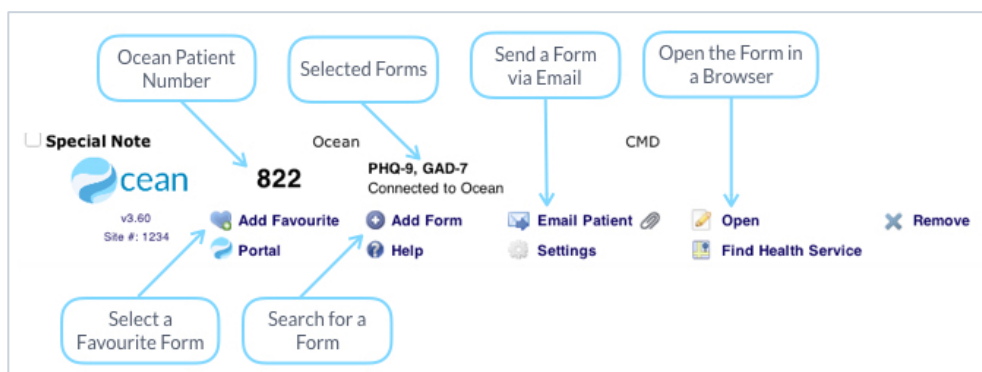 Ocean Patient
Number
Selected Forms
Send a Form
via Email
Open the Form in
a Browser
Special Note
Ocean
CMD
cean
822
PHQ-9, GAD-7
Connected to Ocean
v3.60
Site #: 1234
Add Favourite
Add Form
Email Patient
Open
Remove
Portal
Help
Settings
Find Health Service
Select a
Favourite Form
Search for a
Form